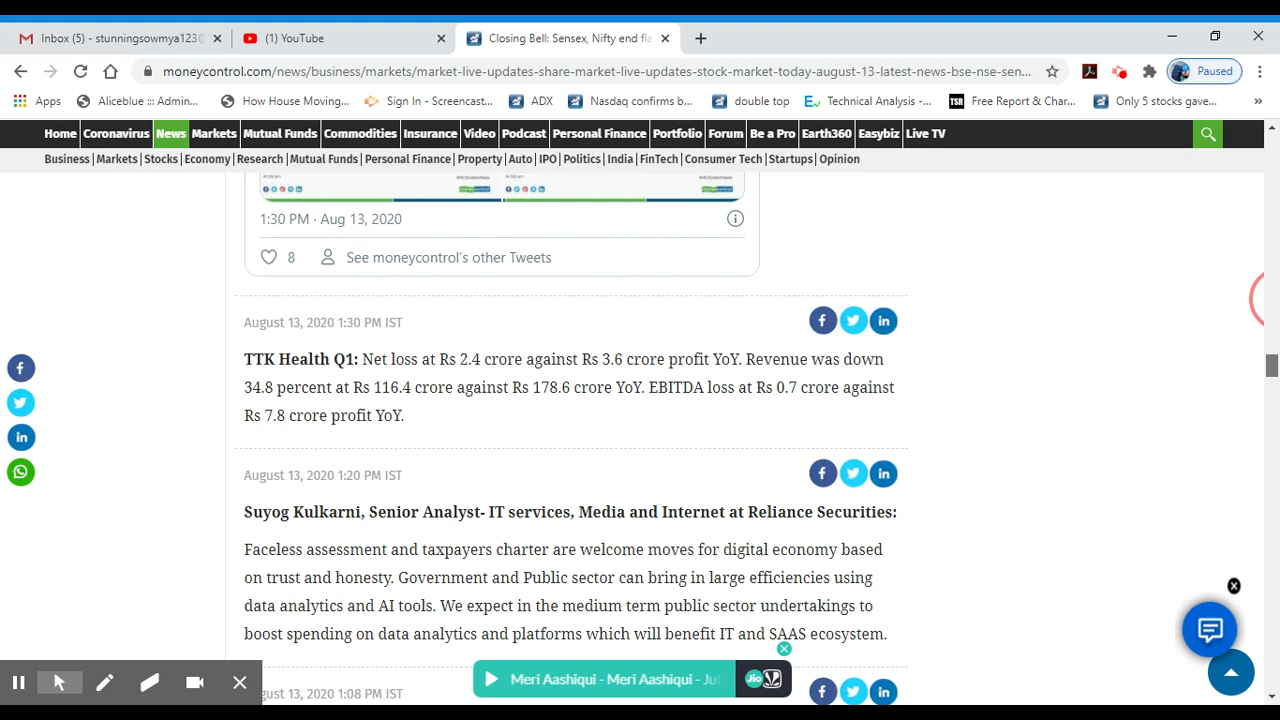 Inbox (5) - stunningsowmya123@
(1) YouTube
Closing Bell: Sensex, Nifty end fla
Paused
moneycontrol.com/news/business/markets/market-live-updates-share-market-live-updates-stock-market-today-august-13-latest-news-bse-nse-sen...
Apps
Aliceblue ::: Admin...
How House Moving...
Sign In - Screencast...
ADX
Nasdaq confirms b...
double top
Technical Analysis -...
TSR
Free Report & Char...
Only 5 stocks gave...
Home Coronavirus News Markets Mutual Funds Commodities Insurance Video Podcast Personal Finance Portfolio Forum Be a Pro Earth360 Easybiz Live TV
Business | Markets | Stocks | Economy | Research | Mutual Funds | Personal Finance | Property | Auto | IPO | Politics | India | FinTech | Consumer Tech | Startups | Opinion
1:30 PM · Aug 13, 2020
8 See moneycontrol's other Tweets
August 13, 2020 1:30 PM IST
TTK Health Q1: Net loss at Rs 2.4 crore against Rs 3.6 crore profit YoY. Revenue was down
34.8 percent at Rs 116.4 crore against Rs 178.6 crore YoY. EBITDA loss at Rs 0.7 crore against
Rs 7.8 crore profit YoY.
August 13, 2020 1:20 PM IST
Suyog Kulkarni, Senior Analyst- IT services, Media and Internet at Reliance Securities:
Faceless assessment and taxpayers charter are welcome moves for digital economy based
on trust and honesty. Government and Public sector can bring in large efficiencies using
data analytics and AI tools. We expect in the medium term public sector undertakings to
boost spending on data analytics and platforms which will benefit IT and SAAS ecosystem.
Meri Aashiqui - Meri Aashiqui - Jub
Jio
gust 13, 2020 1:08 PM IST